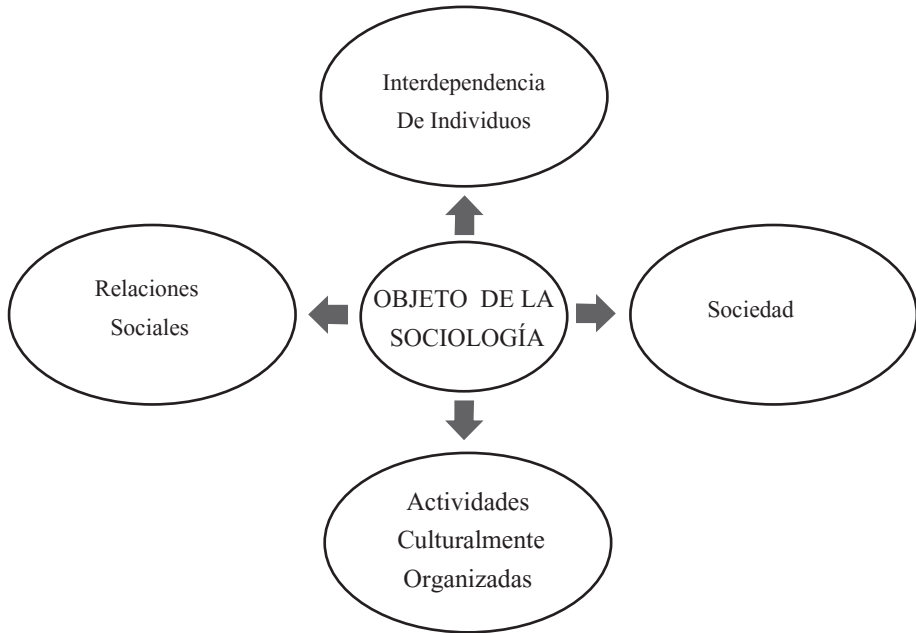 Interdependencia
De Individuos
Relaciones
Sociales
OBJETO DE LA
SOCIOLOGÍA
Sociedad
Actividades
Culturalmente
Organizadas